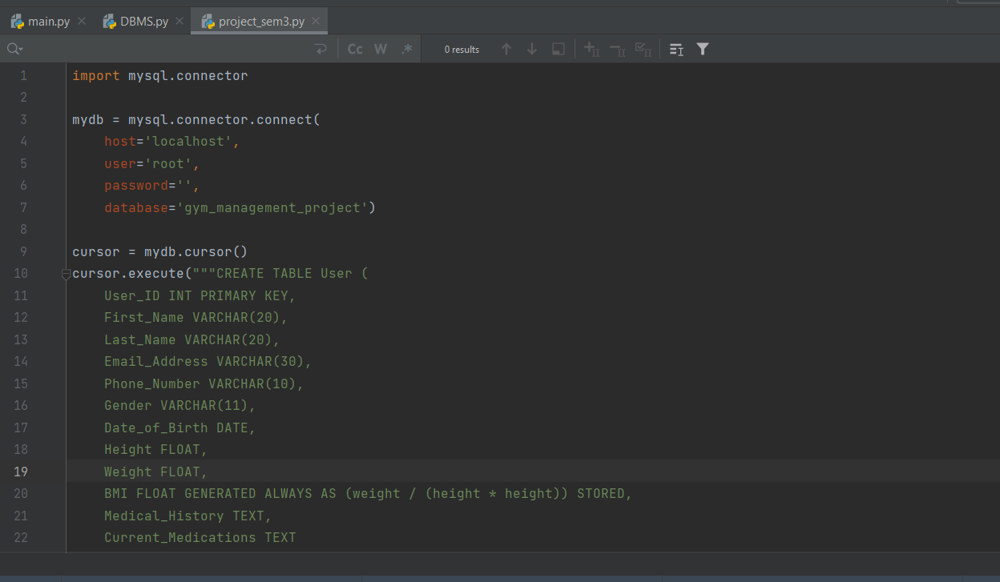 main.py DBMS.py project_sem3.py
Cc W .* 0 results
1 import mysql.connector
2
3 mydb = mysql.connector.connect(
4     host='localhost',
5     user='root',
6     password='',
7     database='gym_management_project')
8
9 cursor = mydb.cursor()
10 cursor.execute("""CREATE TABLE User (
11     User_ID INT PRIMARY KEY,
12     First_Name VARCHAR(20),
13     Last_Name VARCHAR(20),
14     Email_Address VARCHAR(30),
15     Phone_Number VARCHAR(10),
16     Gender VARCHAR(11),
17     Date_of_Birth DATE,
18     Height FLOAT,
19     Weight FLOAT,
20     BMI FLOAT GENERATED ALWAYS AS (weight / (height * height)) STORED,
21     Medical_History TEXT,
22     Current_Medications TEXT